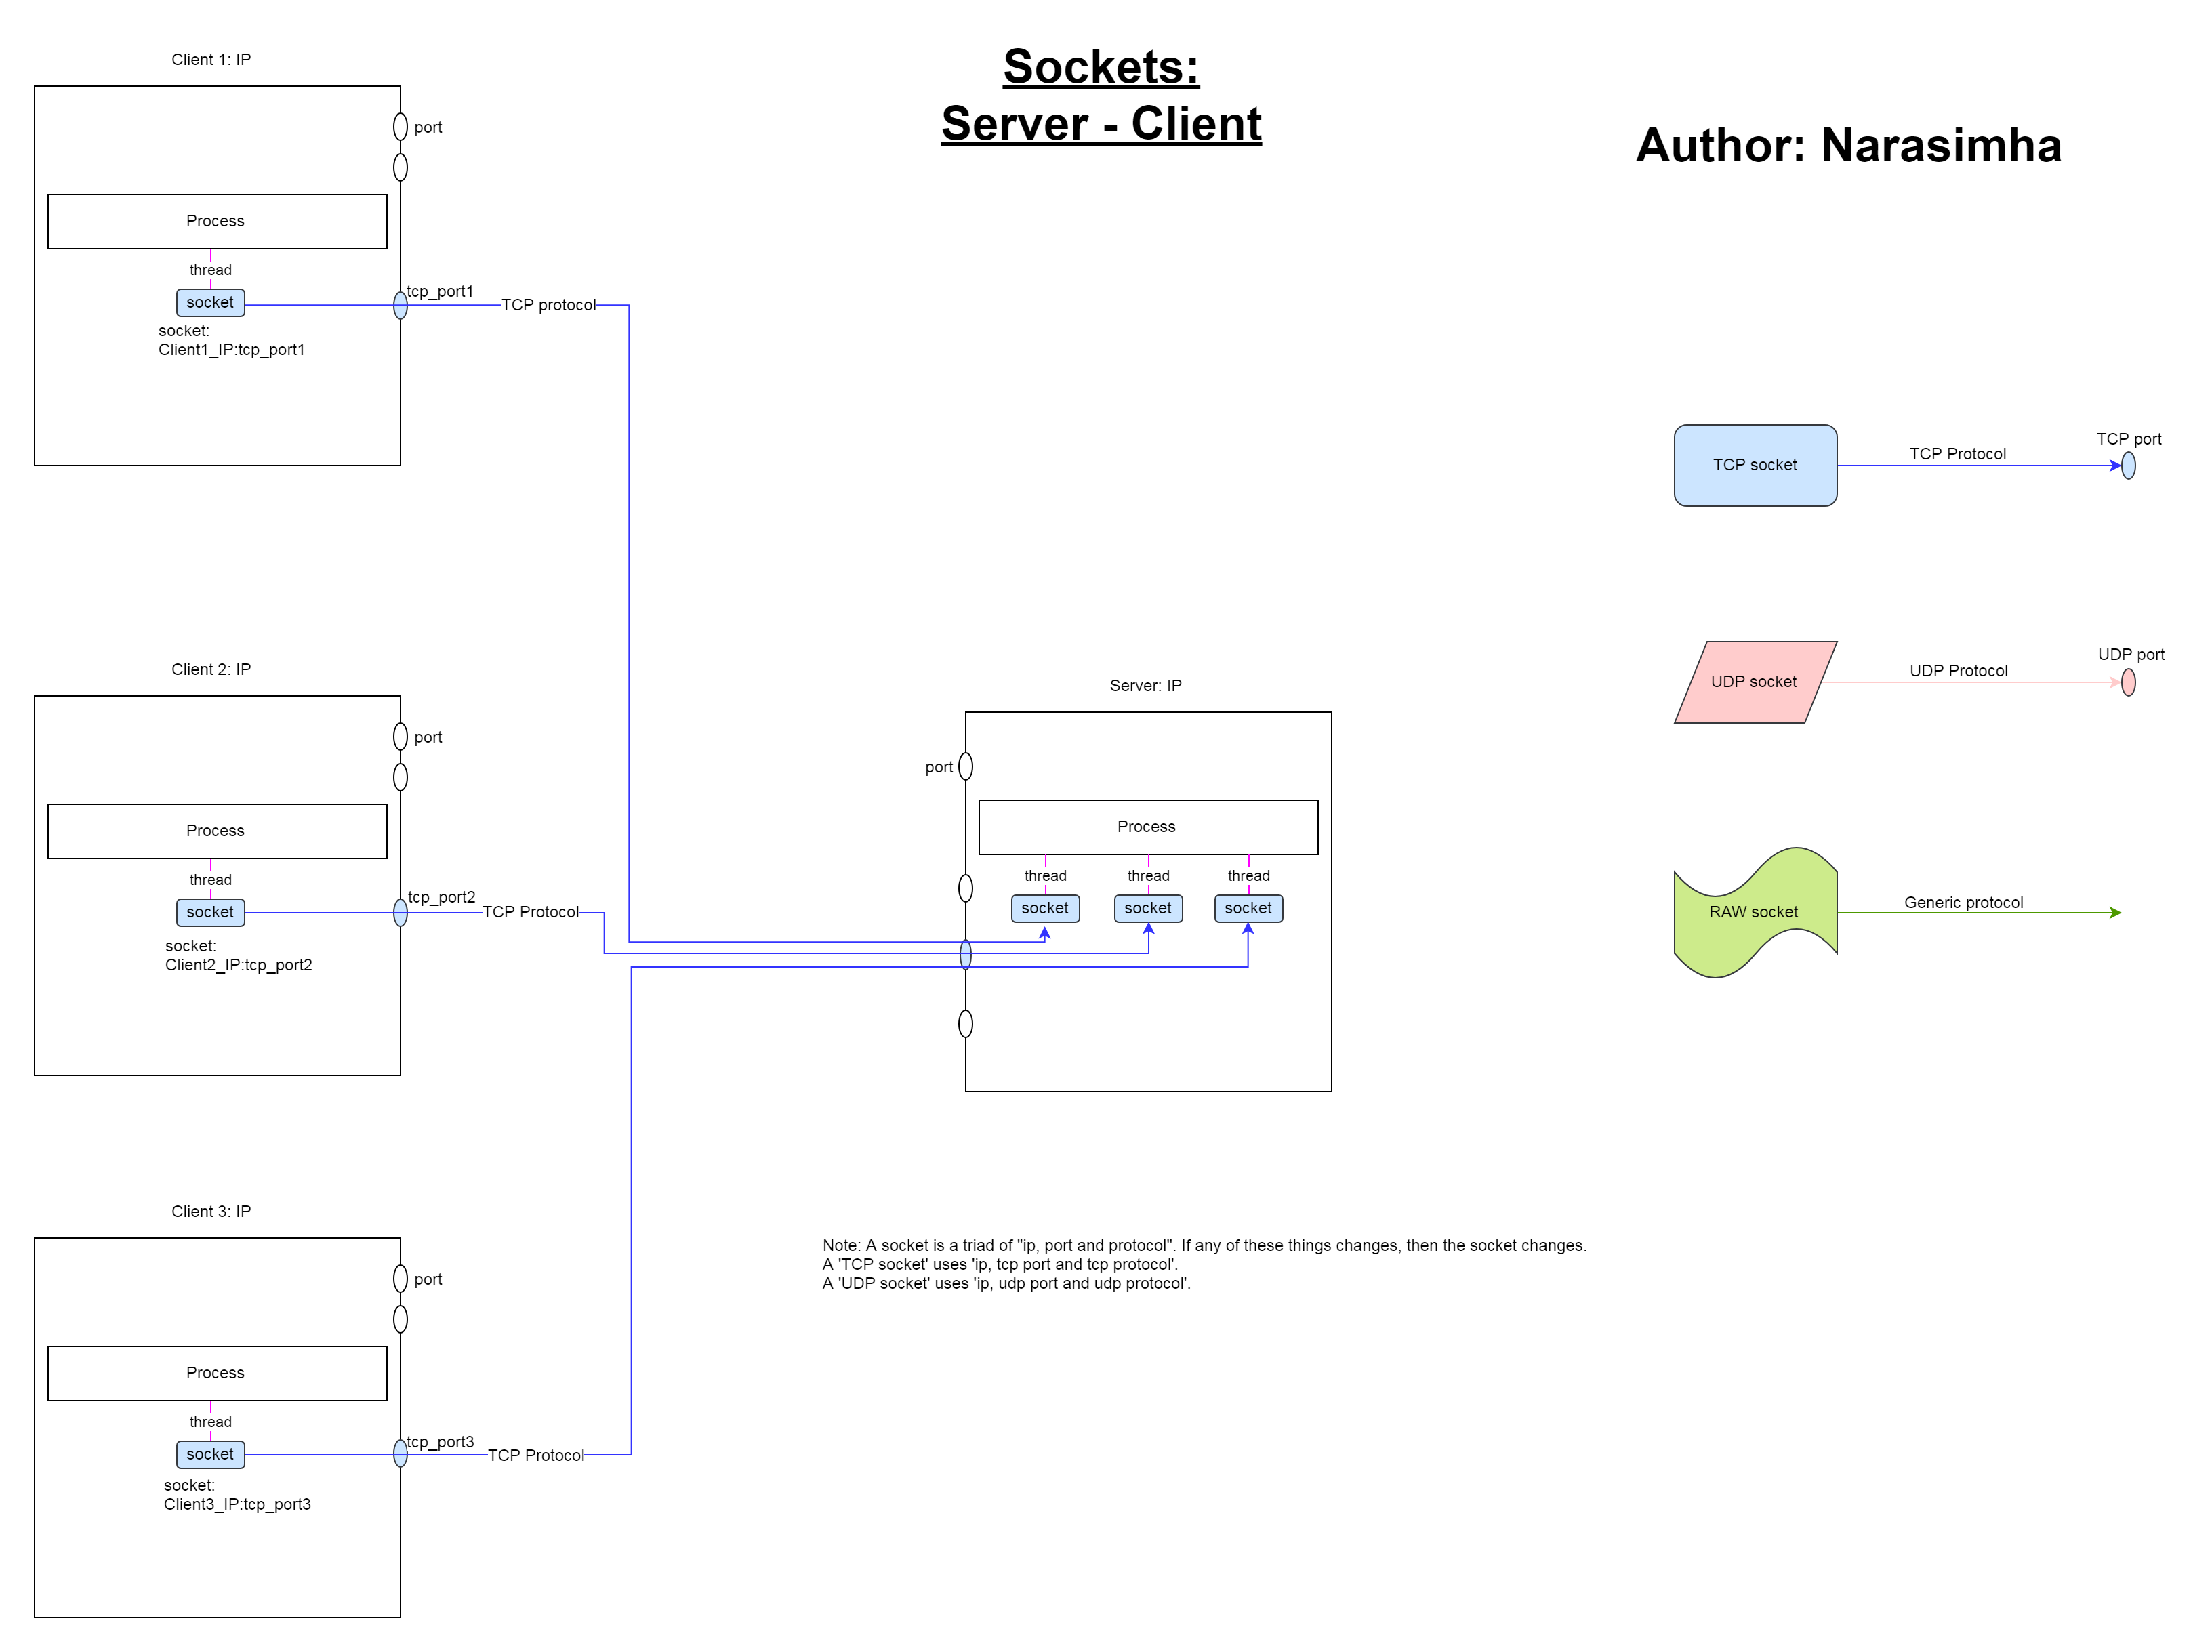 Sockets:
Server - Client
Author: Narasimha
Client 1: IP
port
Process
thread
socket
tcp_port1
TCP protocol
socket:
Client1_IP:tcp_port1
Client 2: IP
port
Process
thread
socket
tcp_port2
TCP Protocol
socket:
Client2_IP:tcp_port2
Client 3: IP
port
Process
thread
socket
tcp_port3
TCP Protocol
socket:
Client3_IP:tcp_port3
Server: IP
port
Process
thread
thread
thread
socket
socket
socket
Note: A socket is a triad of "ip, port and protocol". If any of these things changes, then the socket changes.
A 'TCP socket' uses 'ip, tcp port and tcp protocol'.
A 'UDP socket' uses 'ip, udp port and udp protocol'.
TCP socket
TCP Protocol
TCP port
UDP socket
UDP Protocol
UDP port
RAW socket
Generic protocol